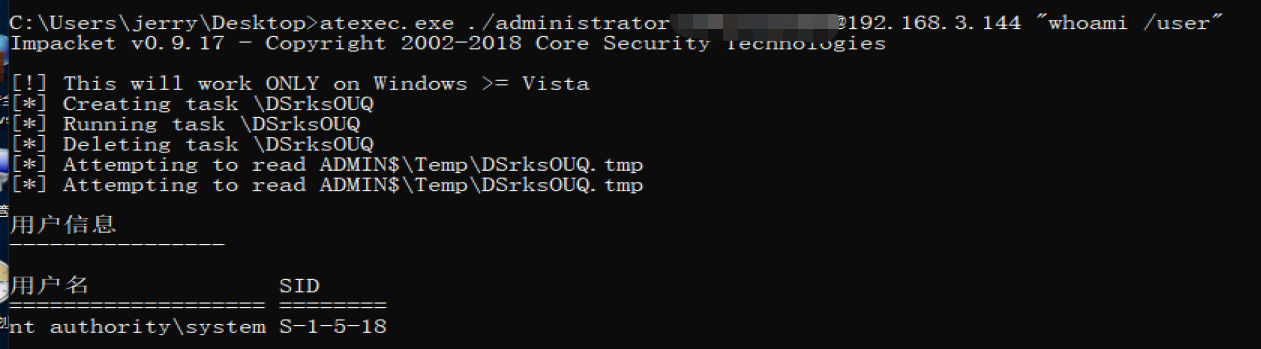 C:\Users\jerry\Desktop>atexec.exe ./administrator @192.168.3.144 "whoami /user"
Impacket v0.9.17 - Copyright 2002-2018 Core Security Technologies
[!] This will work ONLY on Windows >= Vista
[*] Creating task \DSrksOUQ
[*] Running task \DSrksOUQ
[*] Deleting task \DSrksOUQ
[*] Attempting to read ADMIN$\Temp\DSrksOUQ.tmp
[*] Attempting to read ADMIN$\Temp\DSrksOUQ.tmp
用户信息
----------------
用户名 SID
=================== ========
nt authority\system S-1-5-18